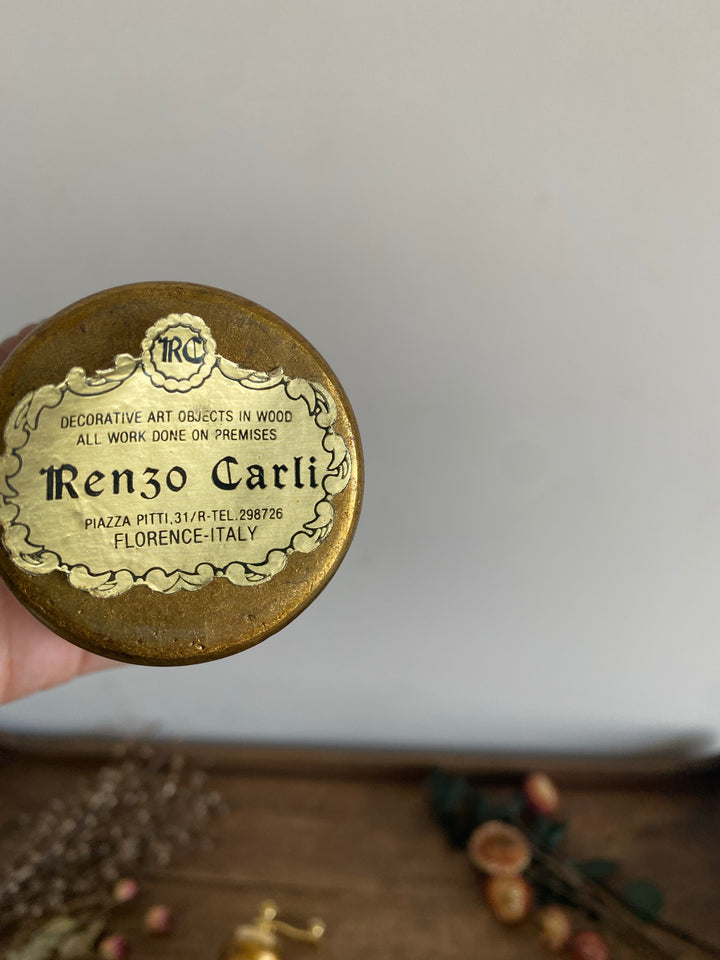 RC
DECORATIVE ART OBJECTS IN WOOD
ALL WORK DONE ON PREMISES
Renzo Carli
PIAZZA PITTI,31/R-TEL.298726
FLORENCE-ITALY